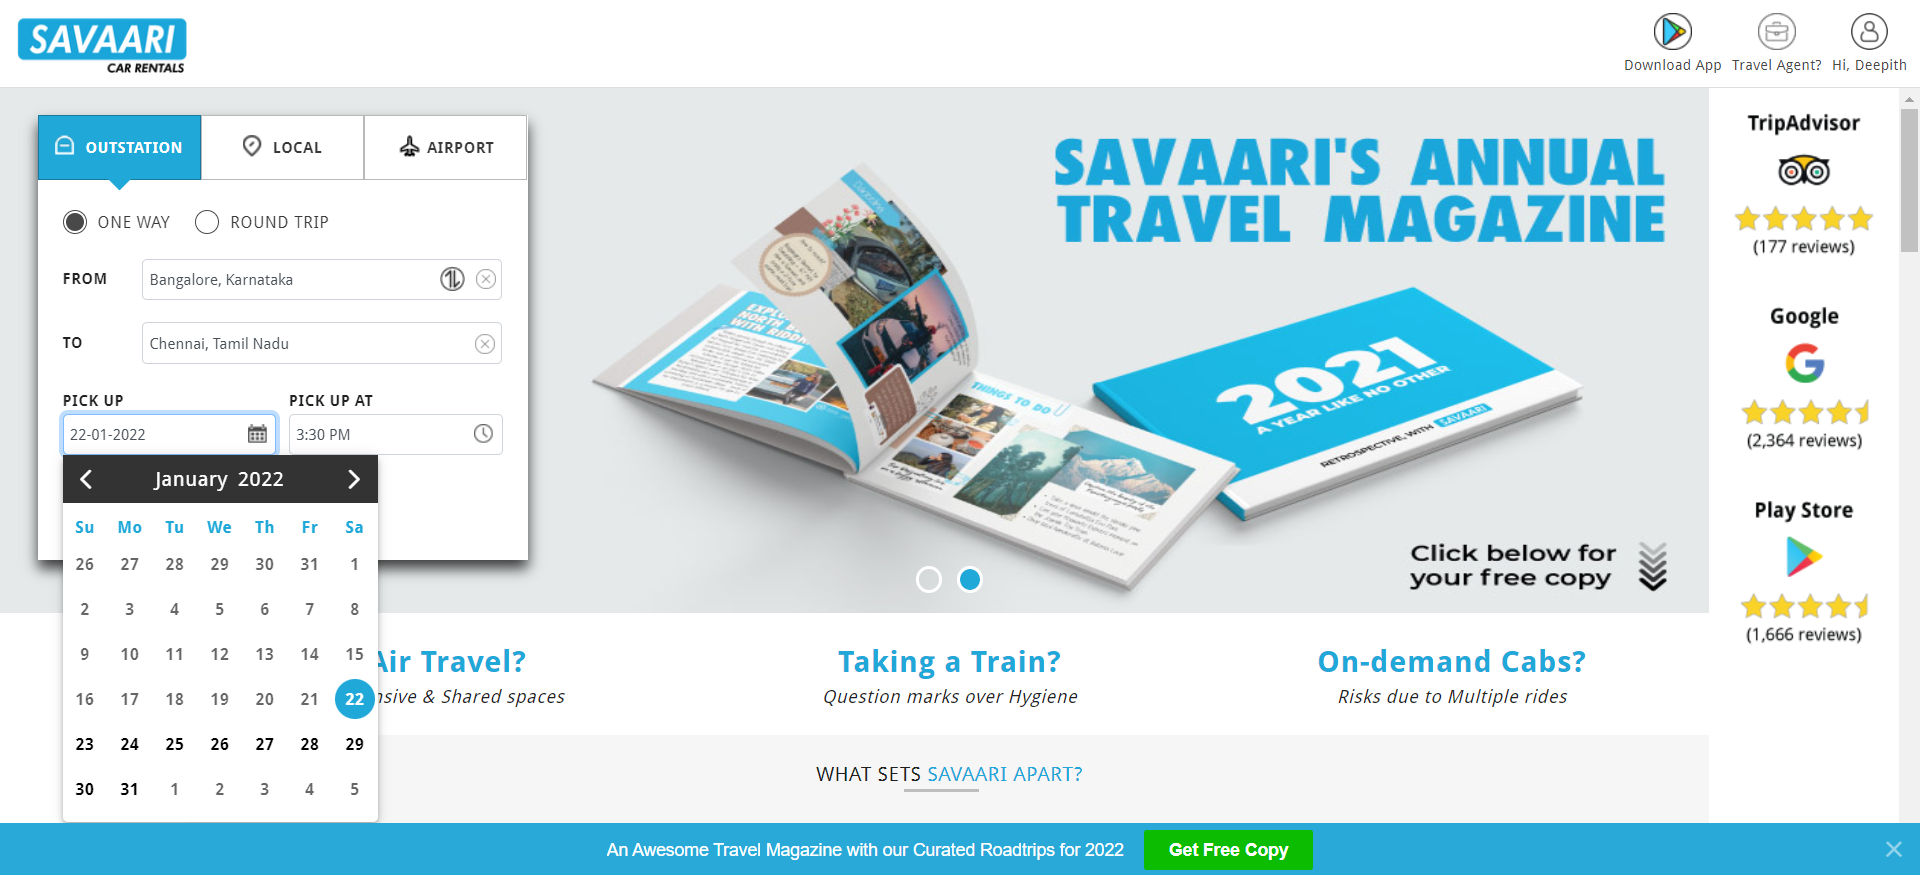 SAVAARI
CAR RENTALS
Download App
Travel Agent?
Hi, Deepith
OUTSTATION
LOCAL
AIRPORT
ONE WAY
ROUND TRIP
FROM
Bangalore, Karnataka
TO
Chennai, Tamil Nadu
PICK UP
PICK UP AT
22-01-2022
3:30 PM
January 2022
Su Mo Tu We Th Fr Sa
26 27 28 29 30 31 1
2 3 4 5 6 7 8
9 10 11 12 13 14 15
16 17 18 19 20 21 22
23 24 25 26 27 28 29
30 31 1 2 3 4 5
SAVAARI'S ANNUAL
TRAVEL MAGAZINE
THINGS TO DO
2021
A YEAR LIKE NO OTHER
RETROSPECTIVE, WITH SAVAARI
Click below for
your free copy
TripAdvisor
(177 reviews)
Google
(2,364 reviews)
Play Store
(1,666 reviews)
Air Travel?
nsive & Shared spaces
Taking a Train?
Question marks over Hygiene
On-demand Cabs?
Risks due to Multiple rides
WHAT SETS SAVAARI APART?
An Awesome Travel Magazine with our Curated Roadtrips for 2022
Get Free Copy